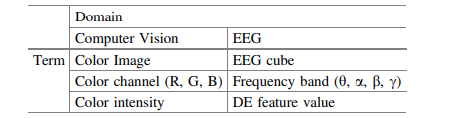 Domain
Computer Vision EEG
Term Color Image EEG cube
Color channel (R, G, B) Frequency band (θ, α, β, γ)
Color intensity DE feature value